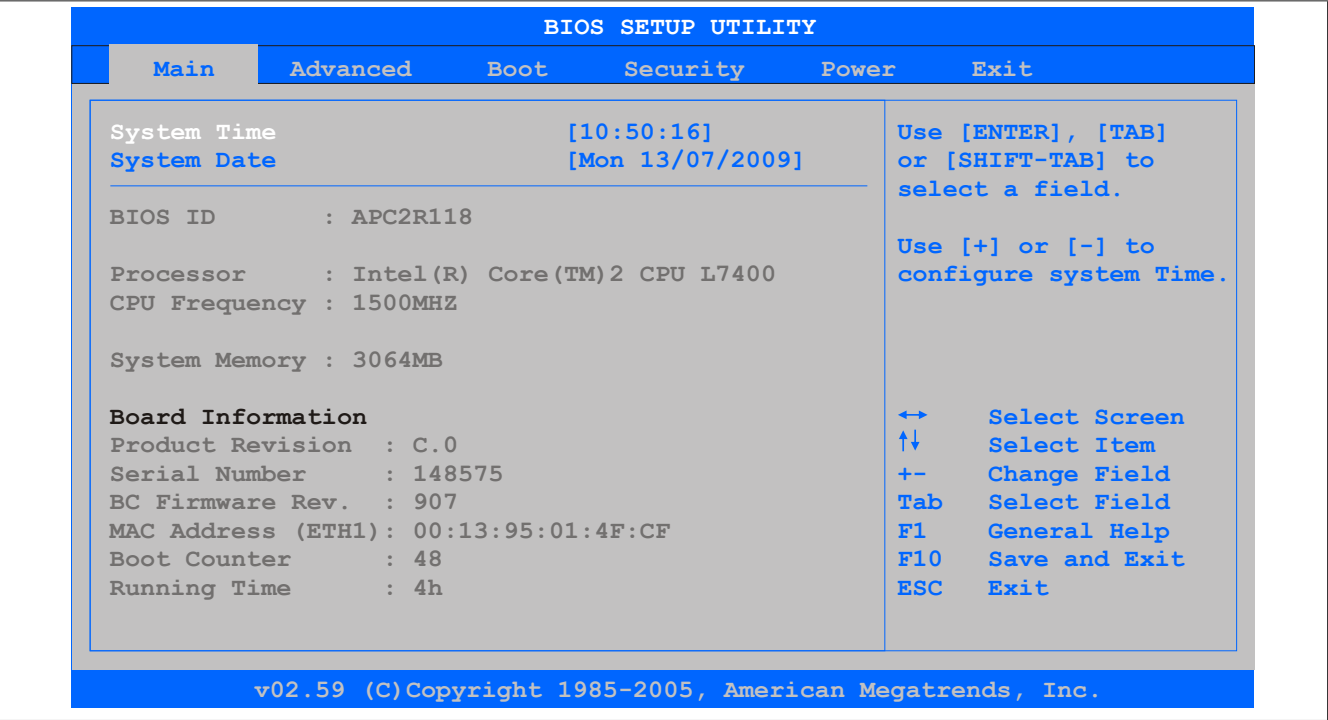 BIOS SETUP UTILITY
Main Advanced Boot Security Power Exit
System Time [10:50:16]
System Date [Mon 13/07/2009]
BIOS ID : APC2R118
Processor : Intel(R) Core(TM)2 CPU L7400
CPU Frequency : 1500MHZ
System Memory : 3064MB
Board Information
Product Revision : C.0
Serial Number : 148575
BC Firmware Rev. : 907
MAC Address (ETH1): 00:13:95:01:4F:CF
Boot Counter : 48
Running Time : 4h
Use [ENTER], [TAB]
or [SHIFT-TAB] to
select a field.
Use [+] or [-] to
configure system Time.
↔ Select Screen
↑↓ Select Item
+- Change Field
Tab Select Field
F1 General Help
F10 Save and Exit
ESC Exit
v02.59 (C)Copyright 1985-2005, American Megatrends, Inc.